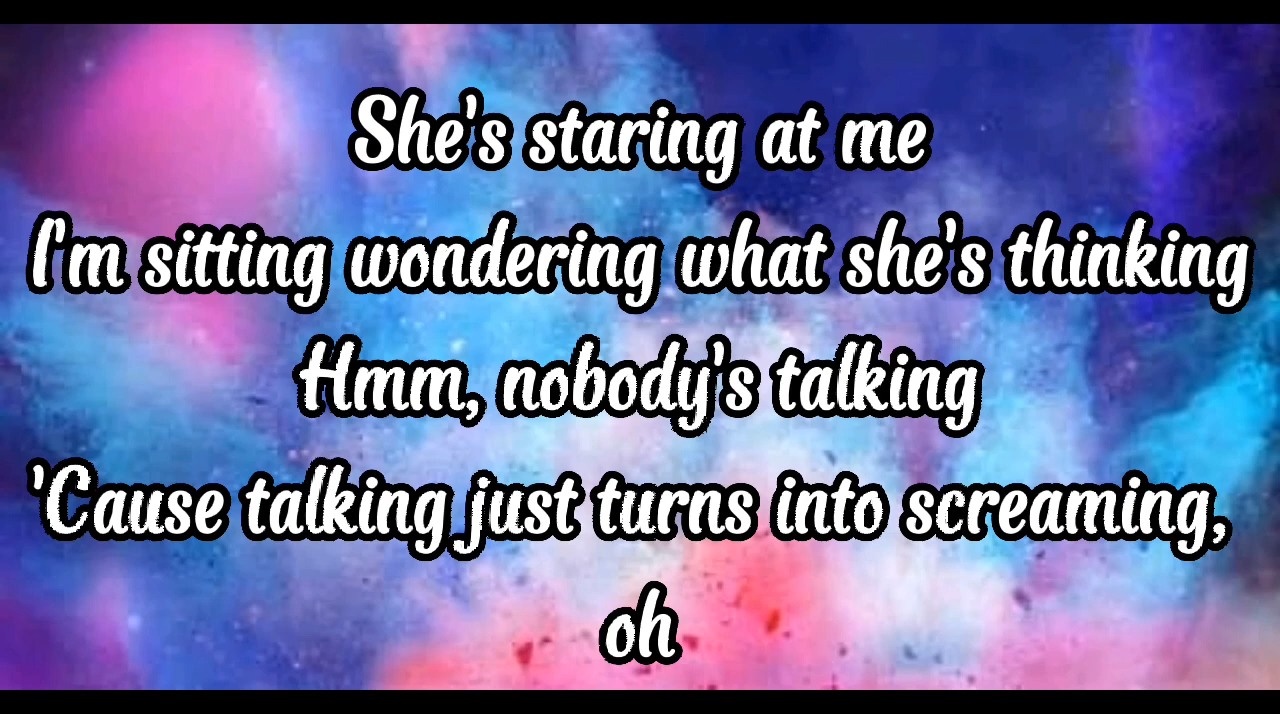 She's staring at me
I'm sitting wondering what she's thinking
Hmm, nobody's talking
'Cause talking just turns into screaming,
oh